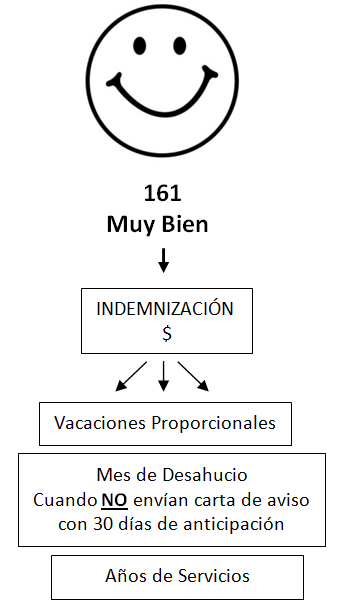 161
Muy Bien
INDEMNIZACIÓN
$
Vacaciones Proporcionales
Mes de Desahucio
Cuando NO envían carta de aviso
con 30 días de anticipación
Años de Servicios